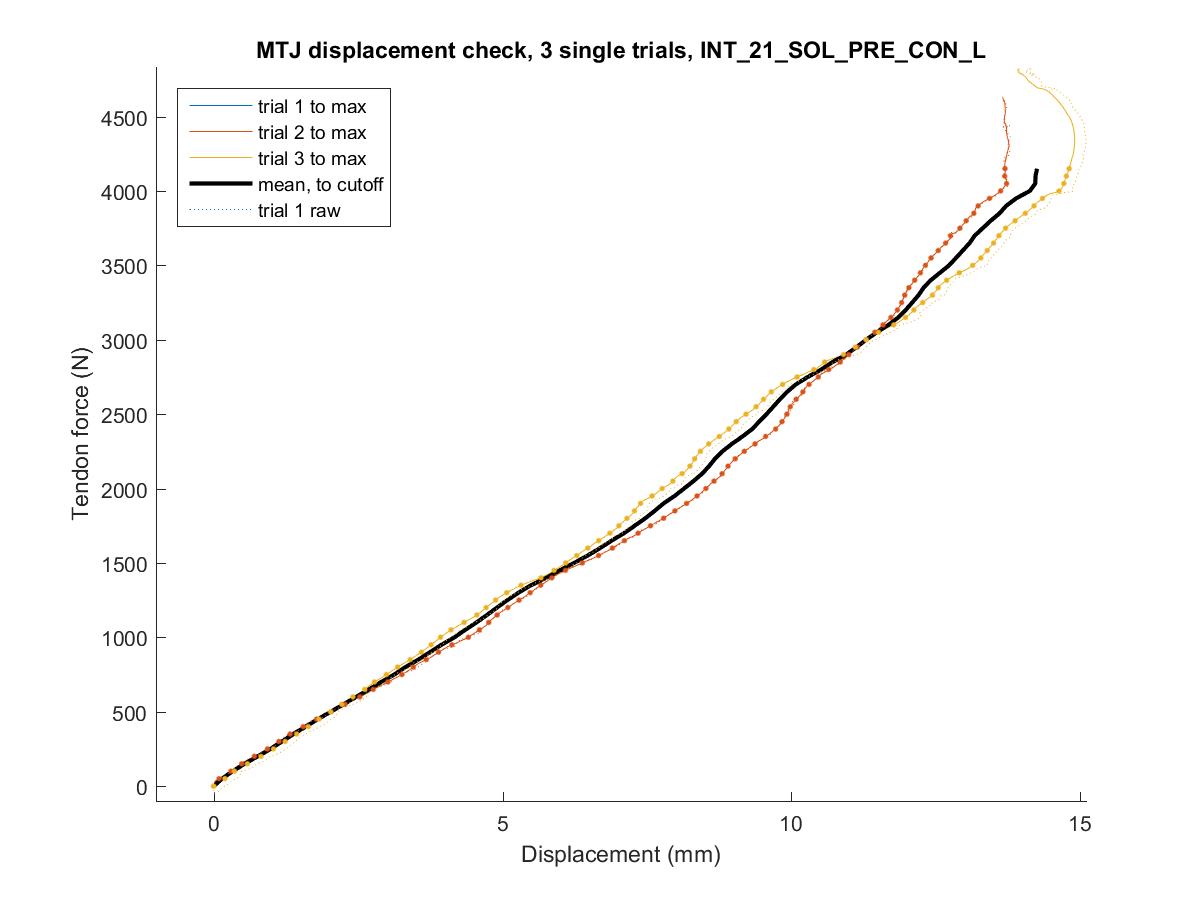 MTJ displacement check, 3 single trials, INT_21_SOL_PRE_CON_L
trial 1 to max
trial 2 to max
trial 3 to max
mean, to cutoff
trial 1 raw
4500
4000
3500
3000
2500
2000
1500
1000
500
0
Tendon force (N)
0 5 10 15
Displacement (mm)